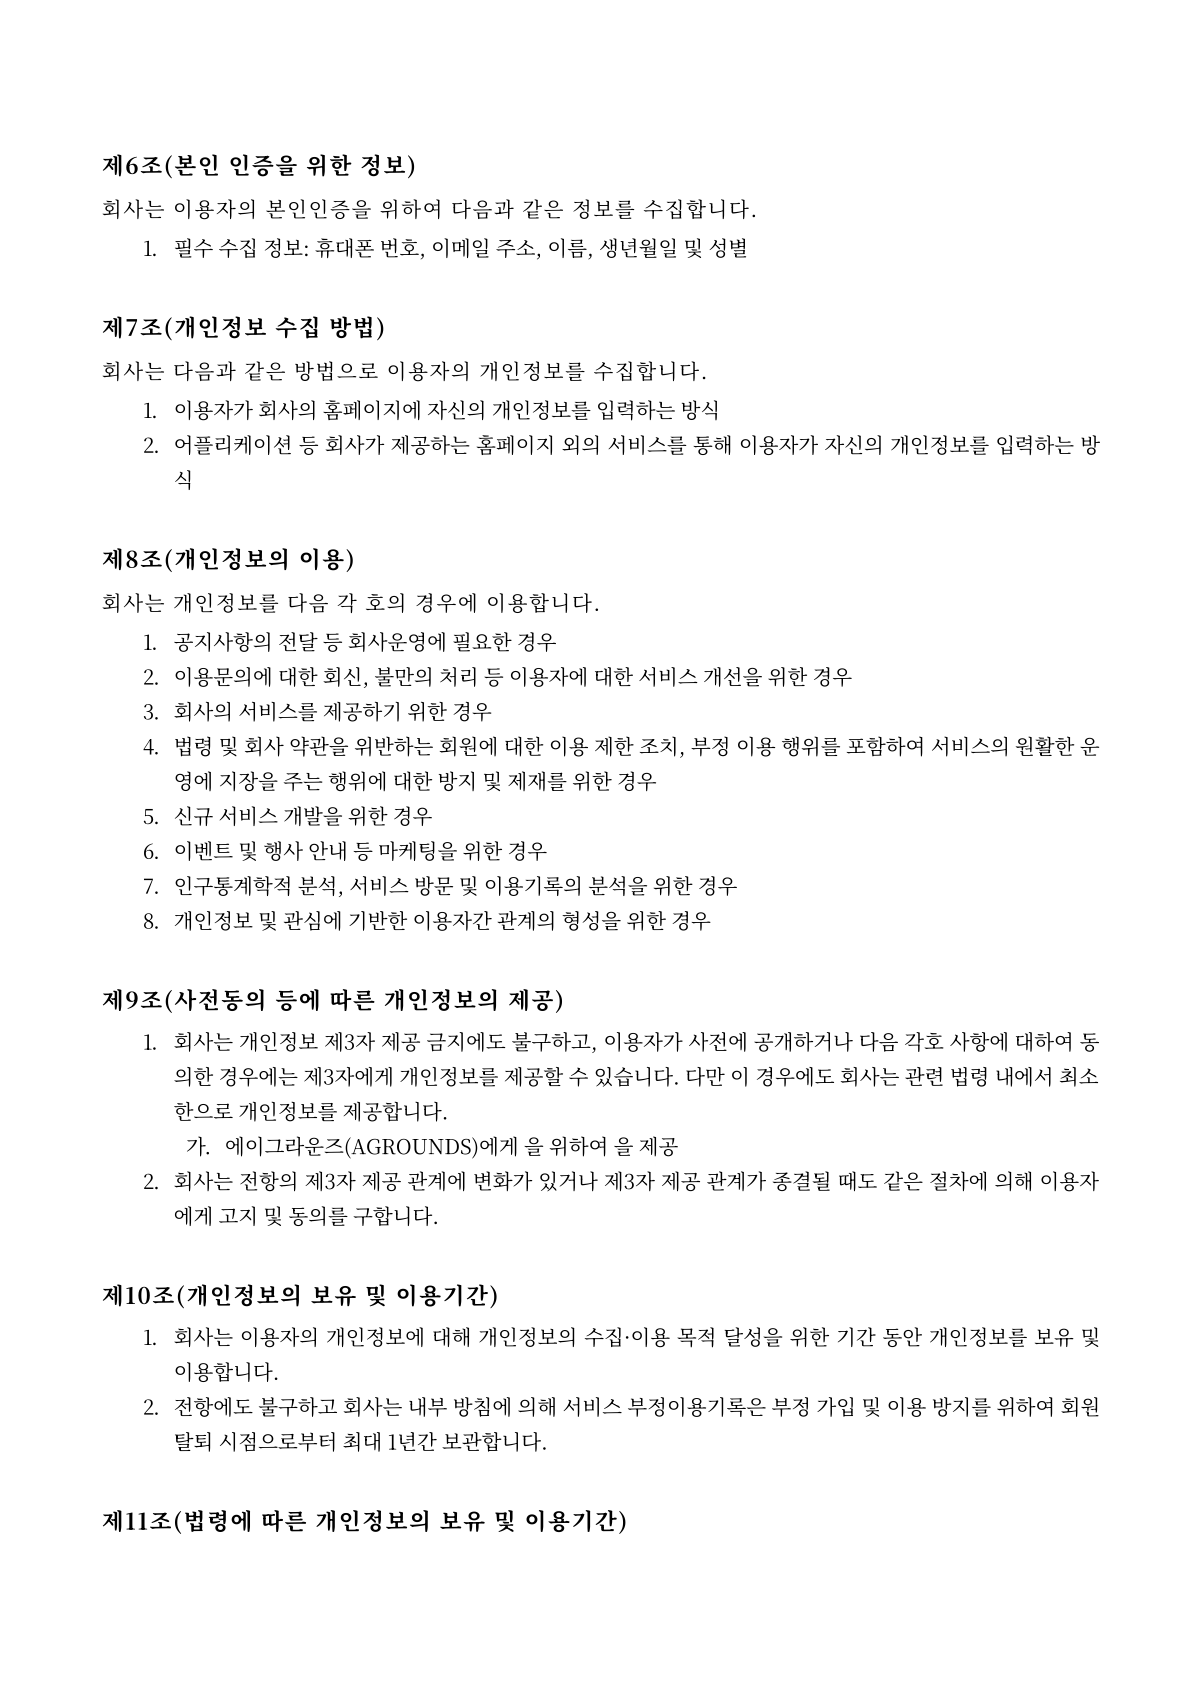 제6조(본인 인증을 위한 정보)
회사는 이용자의 본인인증을 위하여 다음과 같은 정보를 수집합니다.
1. 필수 수집 정보: 휴대폰 번호, 이메일 주소, 이름, 생년월일 및 성별
제7조(개인정보 수집 방법)
회사는 다음과 같은 방법으로 이용자의 개인정보를 수집합니다.
1. 이용자가 회사의 홈페이지에 자신의 개인정보를 입력하는 방식
2. 어플리케이션 등 회사가 제공하는 홈페이지 외의 서비스를 통해 이용자가 자신의 개인정보를 입력하는 방
식
제8조(개인정보의 이용)
회사는 개인정보를 다음 각 호의 경우에 이용합니다.
1. 공지사항의 전달 등 회사운영에 필요한 경우
2. 이용문의에 대한 회신, 불만의 처리 등 이용자에 대한 서비스 개선을 위한 경우
3. 회사의 서비스를 제공하기 위한 경우
4. 법령 및 회사 약관을 위반하는 회원에 대한 이용 제한 조치, 부정 이용 행위를 포함하여 서비스의 원활한 운
영에 지장을 주는 행위에 대한 방지 및 제재를 위한 경우
5. 신규 서비스 개발을 위한 경우
6. 이벤트 및 행사 안내 등 마케팅을 위한 경우
7. 인구통계학적 분석, 서비스 방문 및 이용기록의 분석을 위한 경우
8. 개인정보 및 관심에 기반한 이용자간 관계의 형성을 위한 경우
제9조(사전동의 등에 따른 개인정보의 제공)
1. 회사는 개인정보 제3자 제공 금지에도 불구하고, 이용자가 사전에 공개하거나 다음 각호 사항에 대하여 동
의한 경우에는 제3자에게 개인정보를 제공할 수 있습니다. 다만 이 경우에도 회사는 관련 법령 내에서 최소
한으로 개인정보를 제공합니다.
가. 에이그라운즈(AGROUNDS)에게 을 위하여 을 제공
2. 회사는 전항의 제3자 제공 관계에 변화가 있거나 제3자 제공 관계가 종결될 때도 같은 절차에 의해 이용자
에게 고지 및 동의를 구합니다.
제10조(개인정보의 보유 및 이용기간)
1. 회사는 이용자의 개인정보에 대해 개인정보의 수집·이용 목적 달성을 위한 기간 동안 개인정보를 보유 및
이용합니다.
2. 전항에도 불구하고 회사는 내부 방침에 의해 서비스 부정이용기록은 부정 가입 및 이용 방지를 위하여 회원
탈퇴 시점으로부터 최대 1년간 보관합니다.
제11조(법령에 따른 개인정보의 보유 및 이용기간)